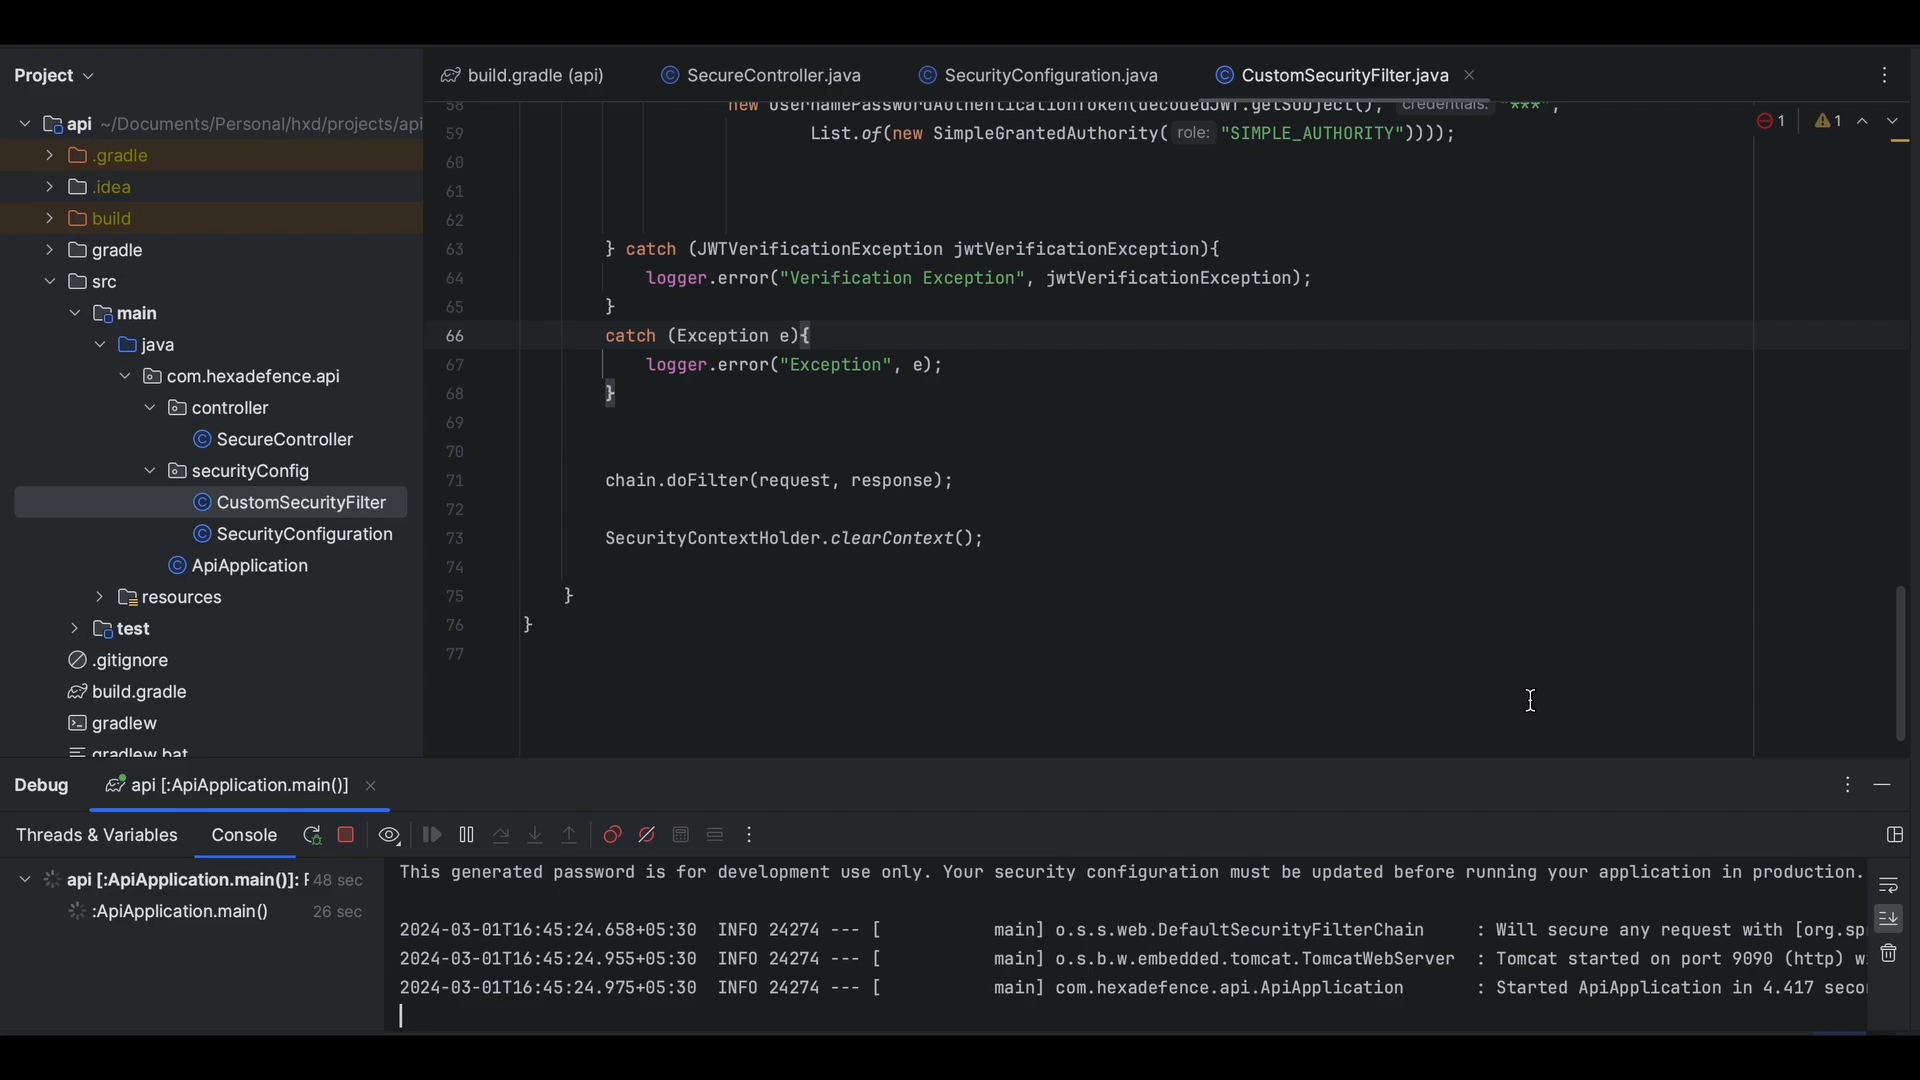 Project
build.gradle (api)
SecureController.java
SecurityConfiguration.java
CustomSecurityFilter.java
api ~/Documents/Personal/hxd/projects/api
.gradle
.idea
build
gradle
src
main
java
com.hexadefence.api
controller
SecureController
securityConfig
CustomSecurityFilter
SecurityConfiguration
ApiApplication
resources
test
.gitignore
build.gradle
gradlew
gradlew.bat
1 1
58 new UsernamePasswordAuthenticationToken(decodedJWT.getSubject(), credentials: "***",
59 List.of(new SimpleGrantedAuthority( role: "SIMPLE_AUTHORITY"))));
60
61
62
63 } catch (JWTVerificationException jwtVerificationException){
64 logger.error("Verification Exception", jwtVerificationException);
65 }
66 catch (Exception e){
67 logger.error("Exception", e);
68 }
69
70
71 chain.doFilter(request, response);
72
73 SecurityContextHolder.clearContext();
74
75 }
76 }
77
Debug
api [:ApiApplication.main()]
Threads & Variables
Console
api [:ApiApplication.main()]: 48 sec
:ApiApplication.main() 26 sec
This generated password is for development use only. Your security configuration must be updated before running your application in production.
2024-03-01T16:45:24.658+05:30 INFO 24274 --- [ main] o.s.s.web.DefaultSecurityFilterChain : Will secure any request with [org.sp
2024-03-01T16:45:24.955+05:30 INFO 24274 --- [ main] o.s.b.w.embedded.tomcat.TomcatWebServer : Tomcat started on port 9090 (http) w
2024-03-01T16:45:24.975+05:30 INFO 24274 --- [ main] com.hexadefence.api.ApiApplication : Started ApiApplication in 4.417 seco